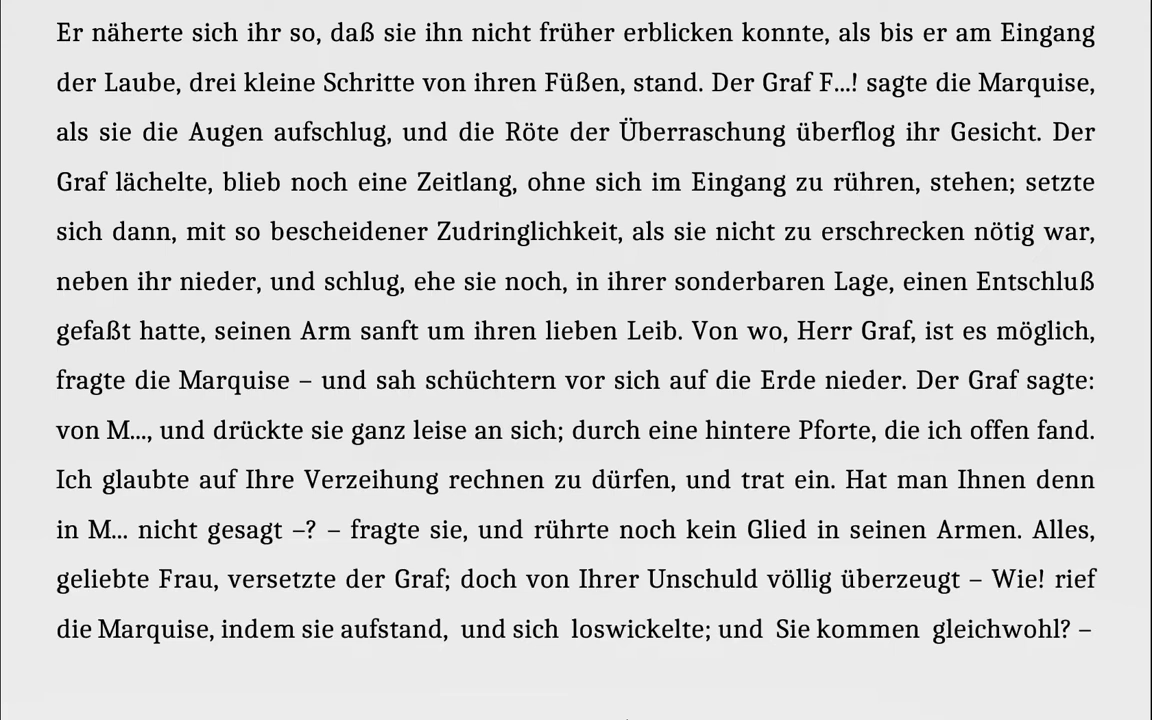 Er näherte sich ihr so, daß sie ihn nicht früher erblicken konnte, als bis er am Eingang
der Laube, drei kleine Schritte von ihren Füßen, stand. Der Graf F...! sagte die Marquise,
als sie die Augen aufschlug, und die Röte der Überraschung überflog ihr Gesicht. Der
Graf lächelte, blieb noch eine Zeitlang, ohne sich im Eingang zu rühren, stehen; setzte
sich dann, mit so bescheidener Zudringlichkeit, als sie nicht zu erschrecken nötig war,
neben ihr nieder, und schlug, ehe sie noch, in ihrer sonderbaren Lage, einen Entschluß
gefaßt hatte, seinen Arm sanft um ihren lieben Leib. Von wo, Herr Graf, ist es möglich,
fragte die Marquise – und sah schüchtern vor sich auf die Erde nieder. Der Graf sagte:
von M..., und drückte sie ganz leise an sich; durch eine hintere Pforte, die ich offen fand.
Ich glaubte auf Ihre Verzeihung rechnen zu dürfen, und trat ein. Hat man Ihnen denn
in M... nicht gesagt –? – fragte sie, und rührte noch kein Glied in seinen Armen. Alles,
geliebte Frau, versetzte der Graf; doch von Ihrer Unschuld völlig überzeugt – Wie! rief
die Marquise, indem sie aufstand, und sich loswickelte; und Sie kommen gleichwohl? –